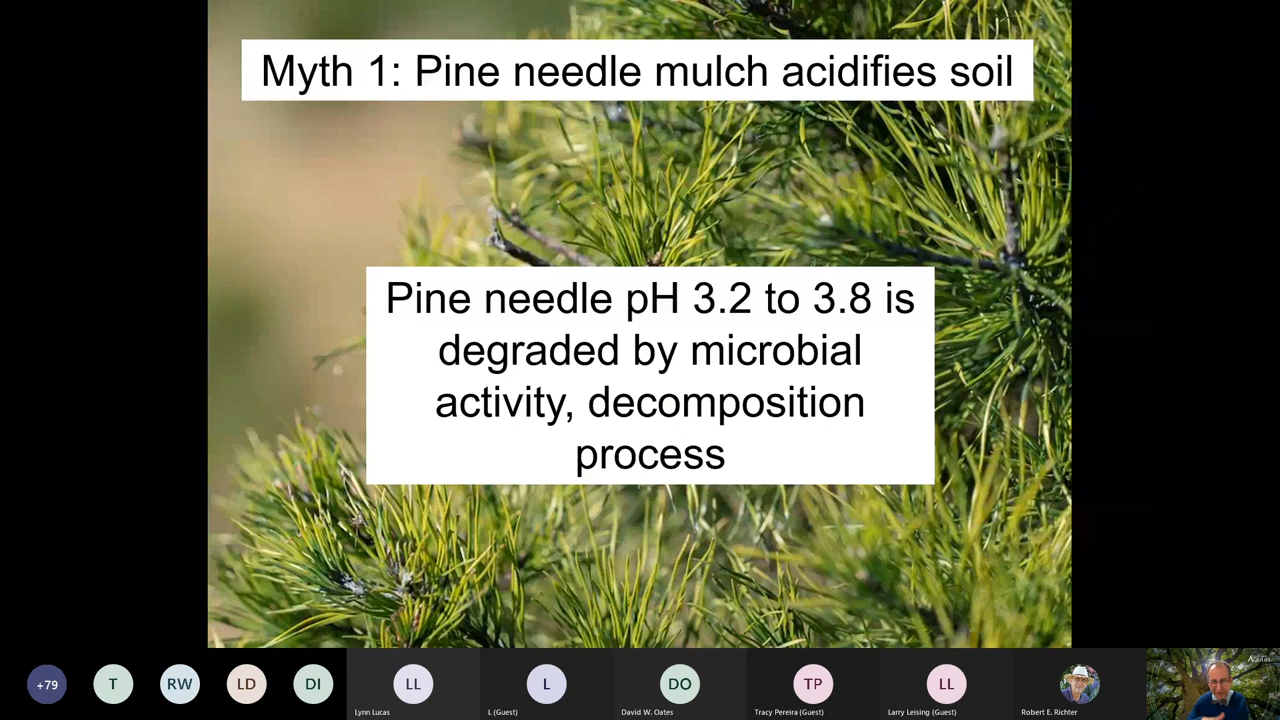 Myth 1: Pine needle mulch acidifies soil
Pine needle pH 3.2 to 3.8 is
degraded by microbial
activity, decomposition
process
+79
T
RW
LD
DI
LL
L
DO
TP
LL
Lynn Lucas
L (Guest)
David W. Oates
Tracy Pereira (Guest)
Larry Leising (Guest)
Robert E. Richter